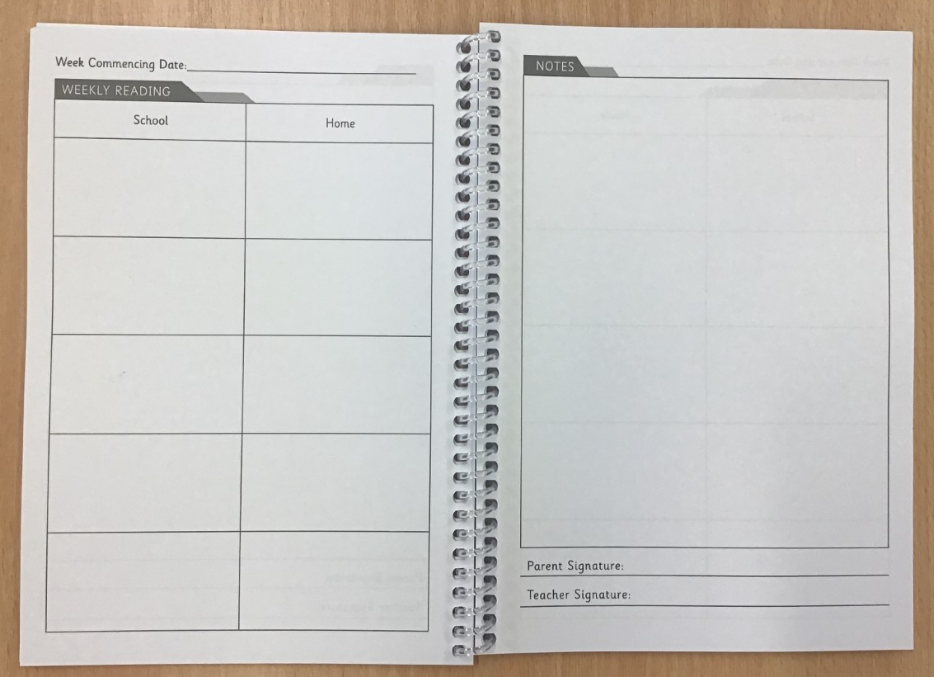 Week Commencing Date:
WEEKLY READING
School
Home
NOTES
Parent Signature:
Teacher Signature: